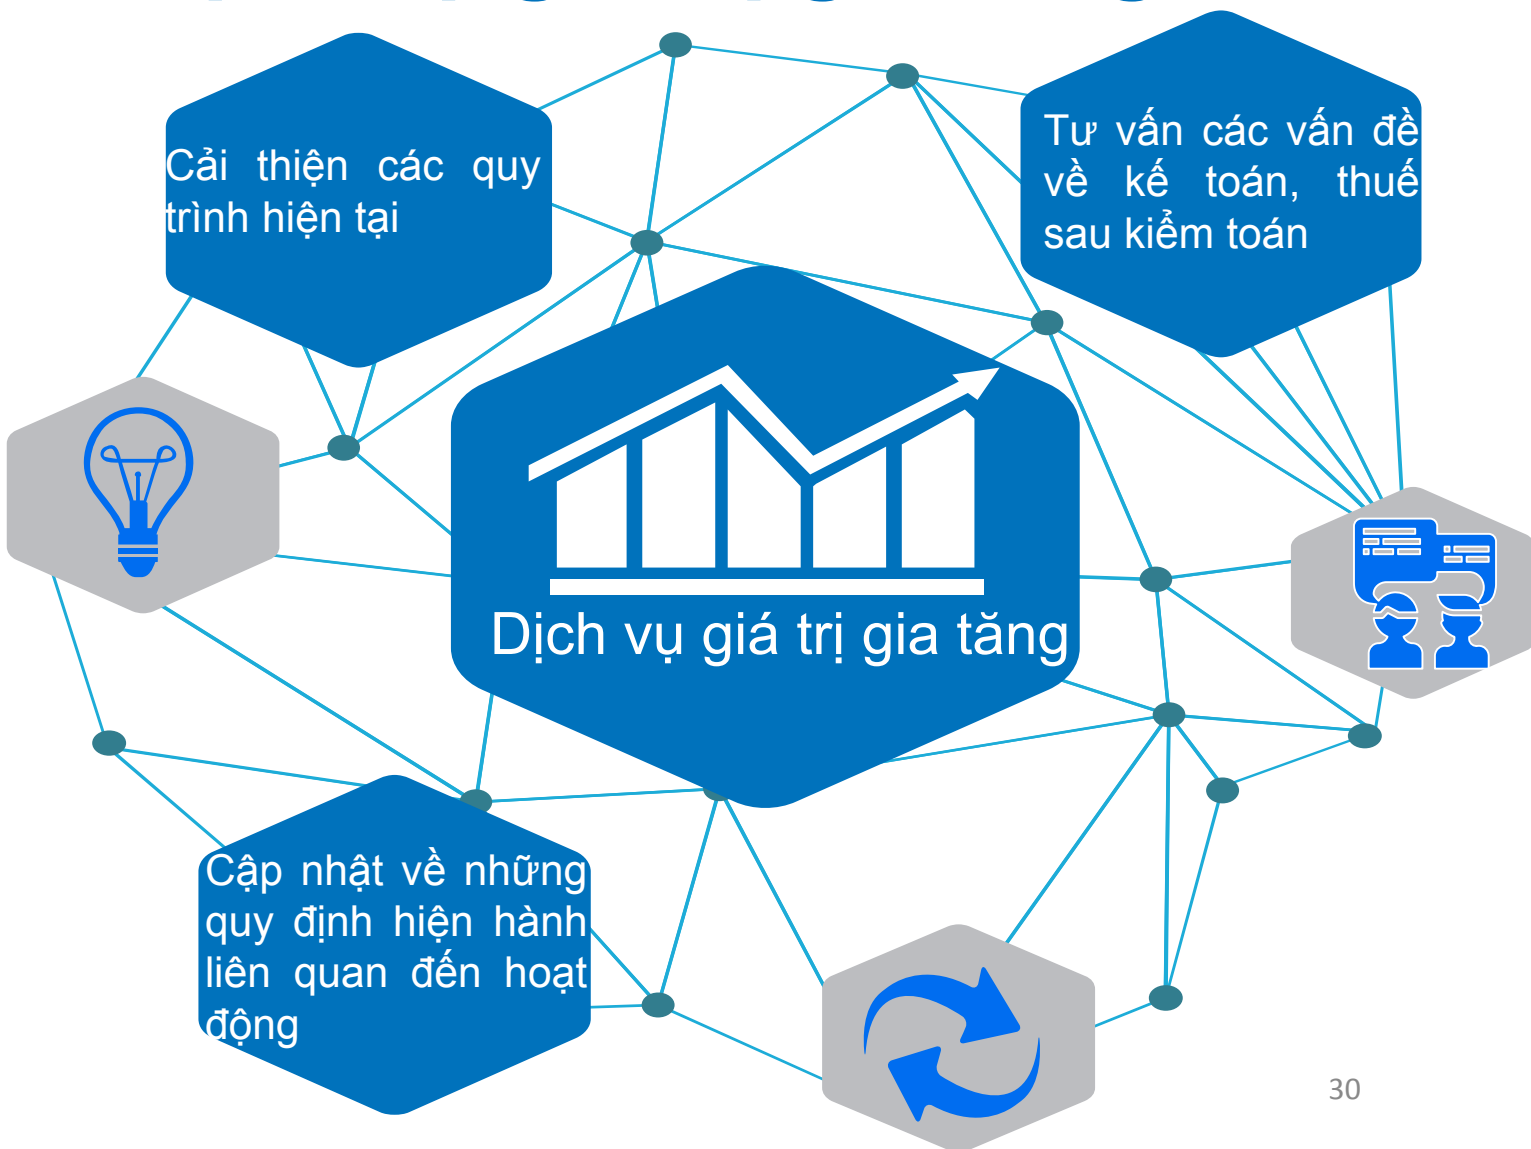 Cải thiện các quy
trình hiện tại
Tư vấn các vấn đề
về kế toán, thuế
sau kiểm toán
Dịch vụ giá trị gia tăng
Cập nhật về những
quy định hiện hành
liên quan đến hoạt
động
30